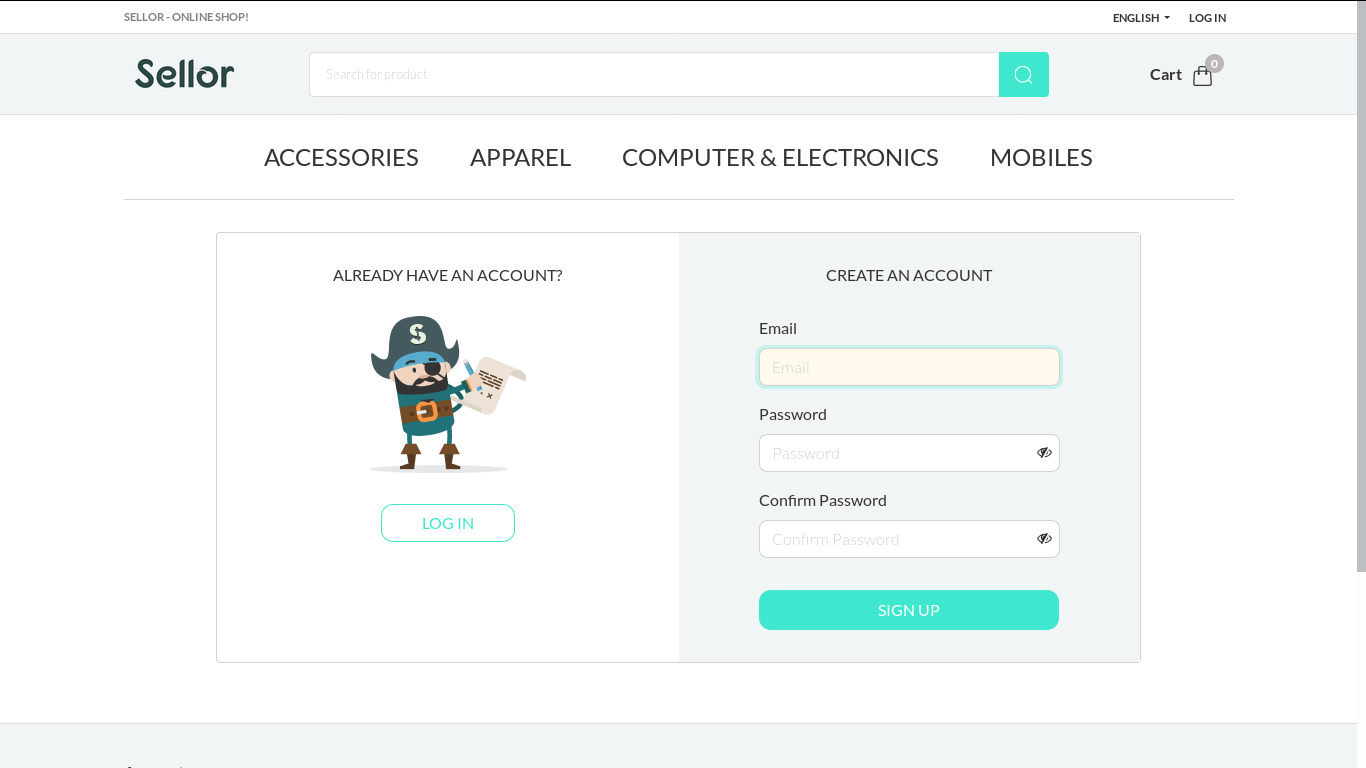 SELLOR - ONLINE SHOP!
ENGLISH
LOG IN
Sellor
Search for product
Cart
0
ACCESSORIES
APPAREL
COMPUTER & ELECTRONICS
MOBILES
ALREADY HAVE AN ACCOUNT?
$
LOG IN
CREATE AN ACCOUNT
Email
Email
Password
Password
Confirm Password
Confirm Password
SIGN UP